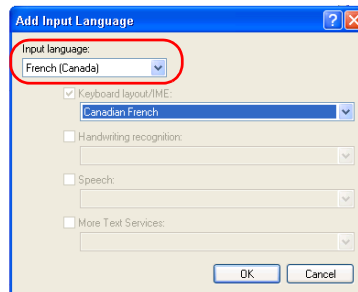 Add Input Language
Input language:
French (Canada)
Keyboard layout/IME:
Canadian French
Handwriting recognition:
Speech:
More Text Services:
OK Cancel